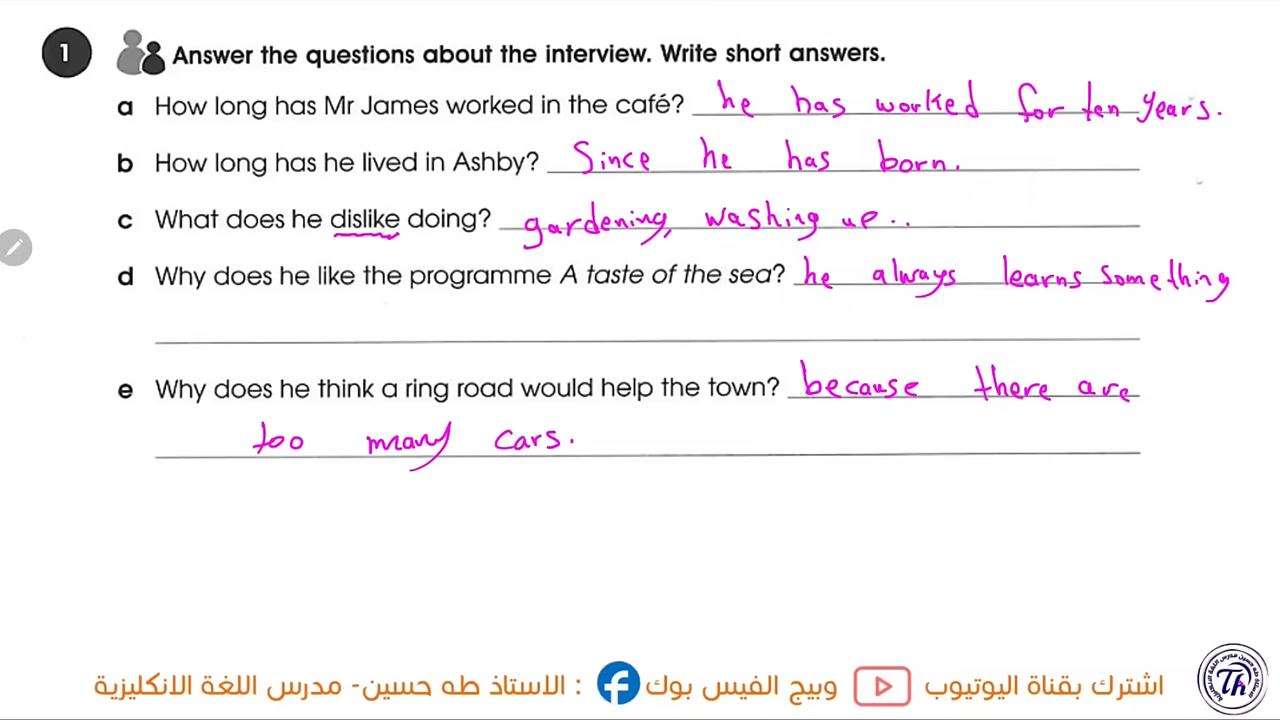 1 Answer the questions about the interview. Write short answers.
a How long has Mr James worked in the café? he has worked for ten years.
b How long has he lived in Ashby? Since he has born.
c What does he dislike doing? gardening, washing up..
d Why does he like the programme A taste of the sea? he always learns something
e Why does he think a ring road would help the town? because there are
too many cars.
اشترك بقناة اليوتيوب وبيج الفيس بوك : الاستاذ طه حسين- مدرس اللغة الانكليزية
Th